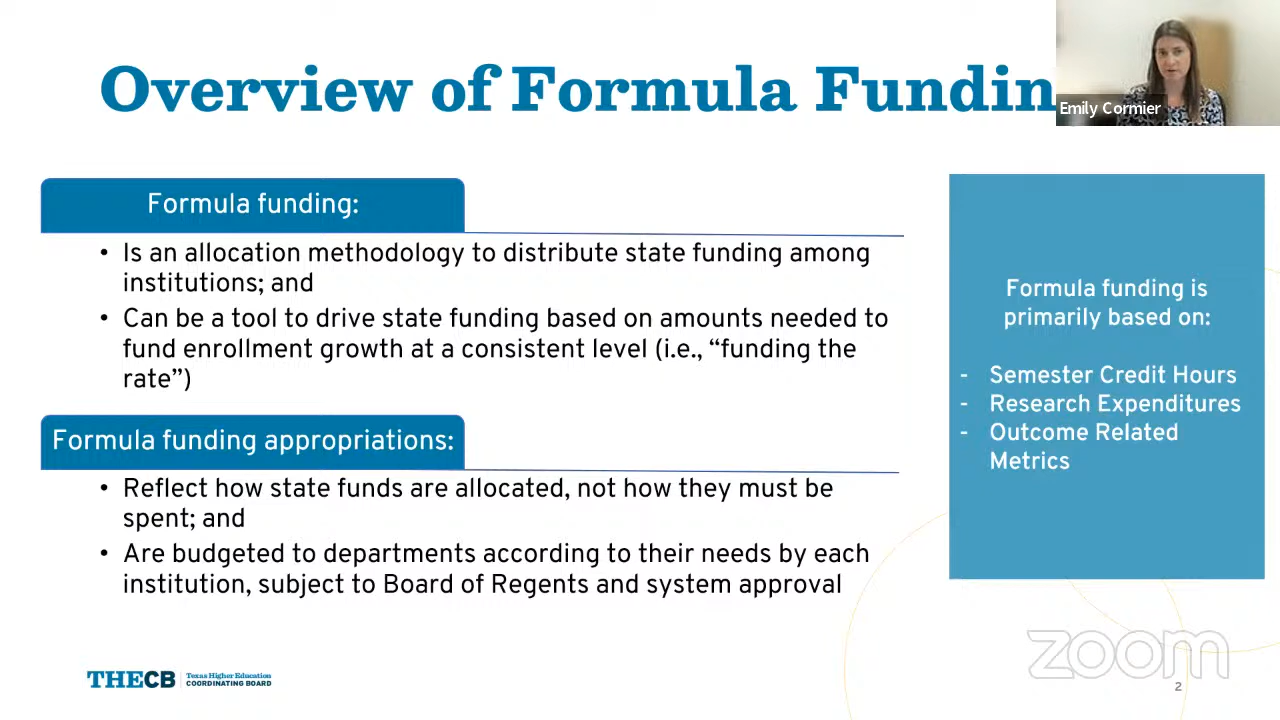 Overview of Formula Fundin
Emily Cormier
Formula funding:
• Is an allocation methodology to distribute state funding among
institutions; and
• Can be a tool to drive state funding based on amounts needed to
fund enrollment growth at a consistent level (i.e., “funding the
rate”)
Formula funding appropriations:
• Reflect how state funds are allocated, not how they must be
spent; and
• Are budgeted to departments according to their needs by each
institution, subject to Board of Regents and system approval
Formula funding is
primarily based on:
- Semester Credit Hours
- Research Expenditures
- Outcome Related
Metrics
THECB
Texas Higher Education
COORDINATING BOARD
zoom
2